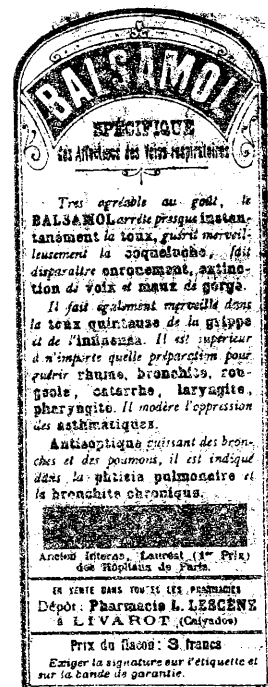 BALSAMOL
SPÉCIFIQUE
des Affections des Voies respiratoires
Très agréable au goût, le
BALSAMOL arrête presque instan-
tanément la toux, guérit merveil-
leusement la coqueluche, fait
disparaître enrouement, extinc-
tion de voix et maux de gorge.
Il fait également merveille dans
la toux quinteuse de la grippe
et de l'influenza. Il est supérieur
à n'importe quelle préparation pour
guérir rhume, bronchite, rou-
geole, catarrhe, laryngite,
pharyngite. Il modère l'oppression
des asthmatiques.
Antiseptique puissant des bron-
ches et des poumons, il est indiqué
dans la phtisie pulmonaire et
la bronchite chronique.
Ancien Interne, Lauréat (1er Prix)
des Hôpitaux de Paris.
EN VENTE DANS TOUTES LES PHARMACIES
Dépôt: Pharmacie L. LESCÈNE
à LIVAROT (Calvados)
Prix du flacon: 3 francs
Exiger la signature sur l'étiquette et
sur la bande de garantie.